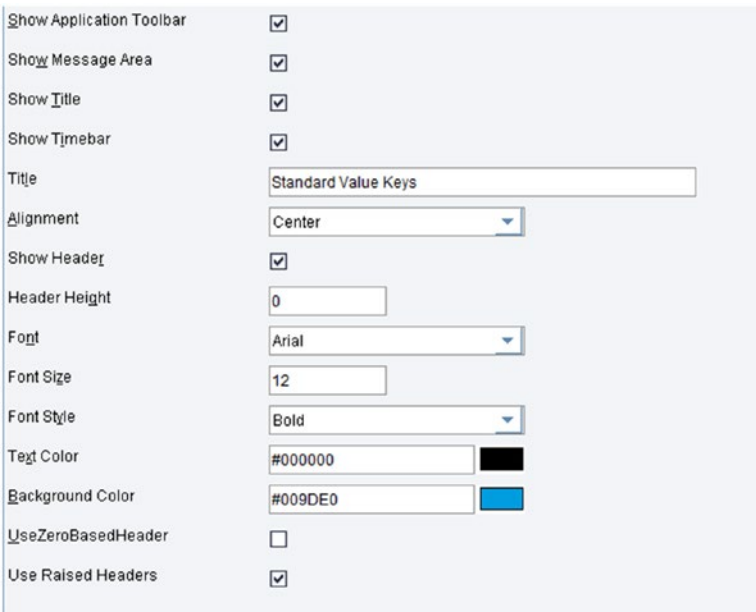 Show Application Toolbar
Show Message Area
Show Title
Show Timebar
Title Standard Value Keys
Alignment Center
Show Header
Header Height 0
Font Arial
Font Size 12
Font Style Bold
Text Color #000000
Background Color #009DE0
UseZeroBasedHeader
Use Raised Headers